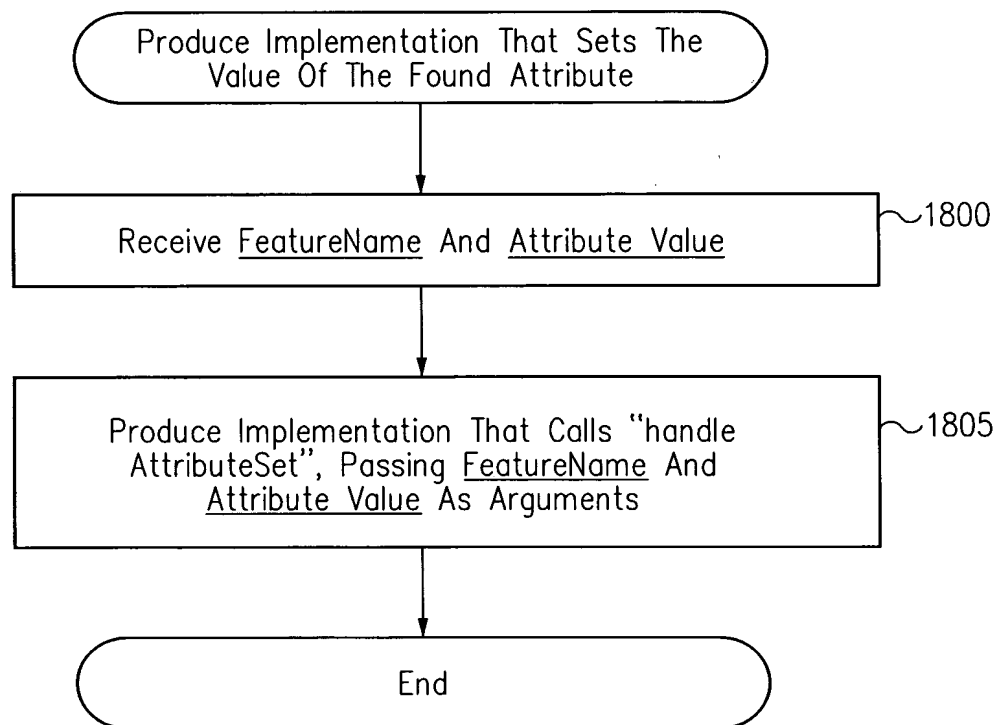 Produce Implementation That Sets The
Value Of The Found Attribute
Receive FeatureName And Attribute Value
1800
Produce Implementation That Calls “handle
AttributeSet”, Passing FeatureName And
Attribute Value As Arguments
1805
End